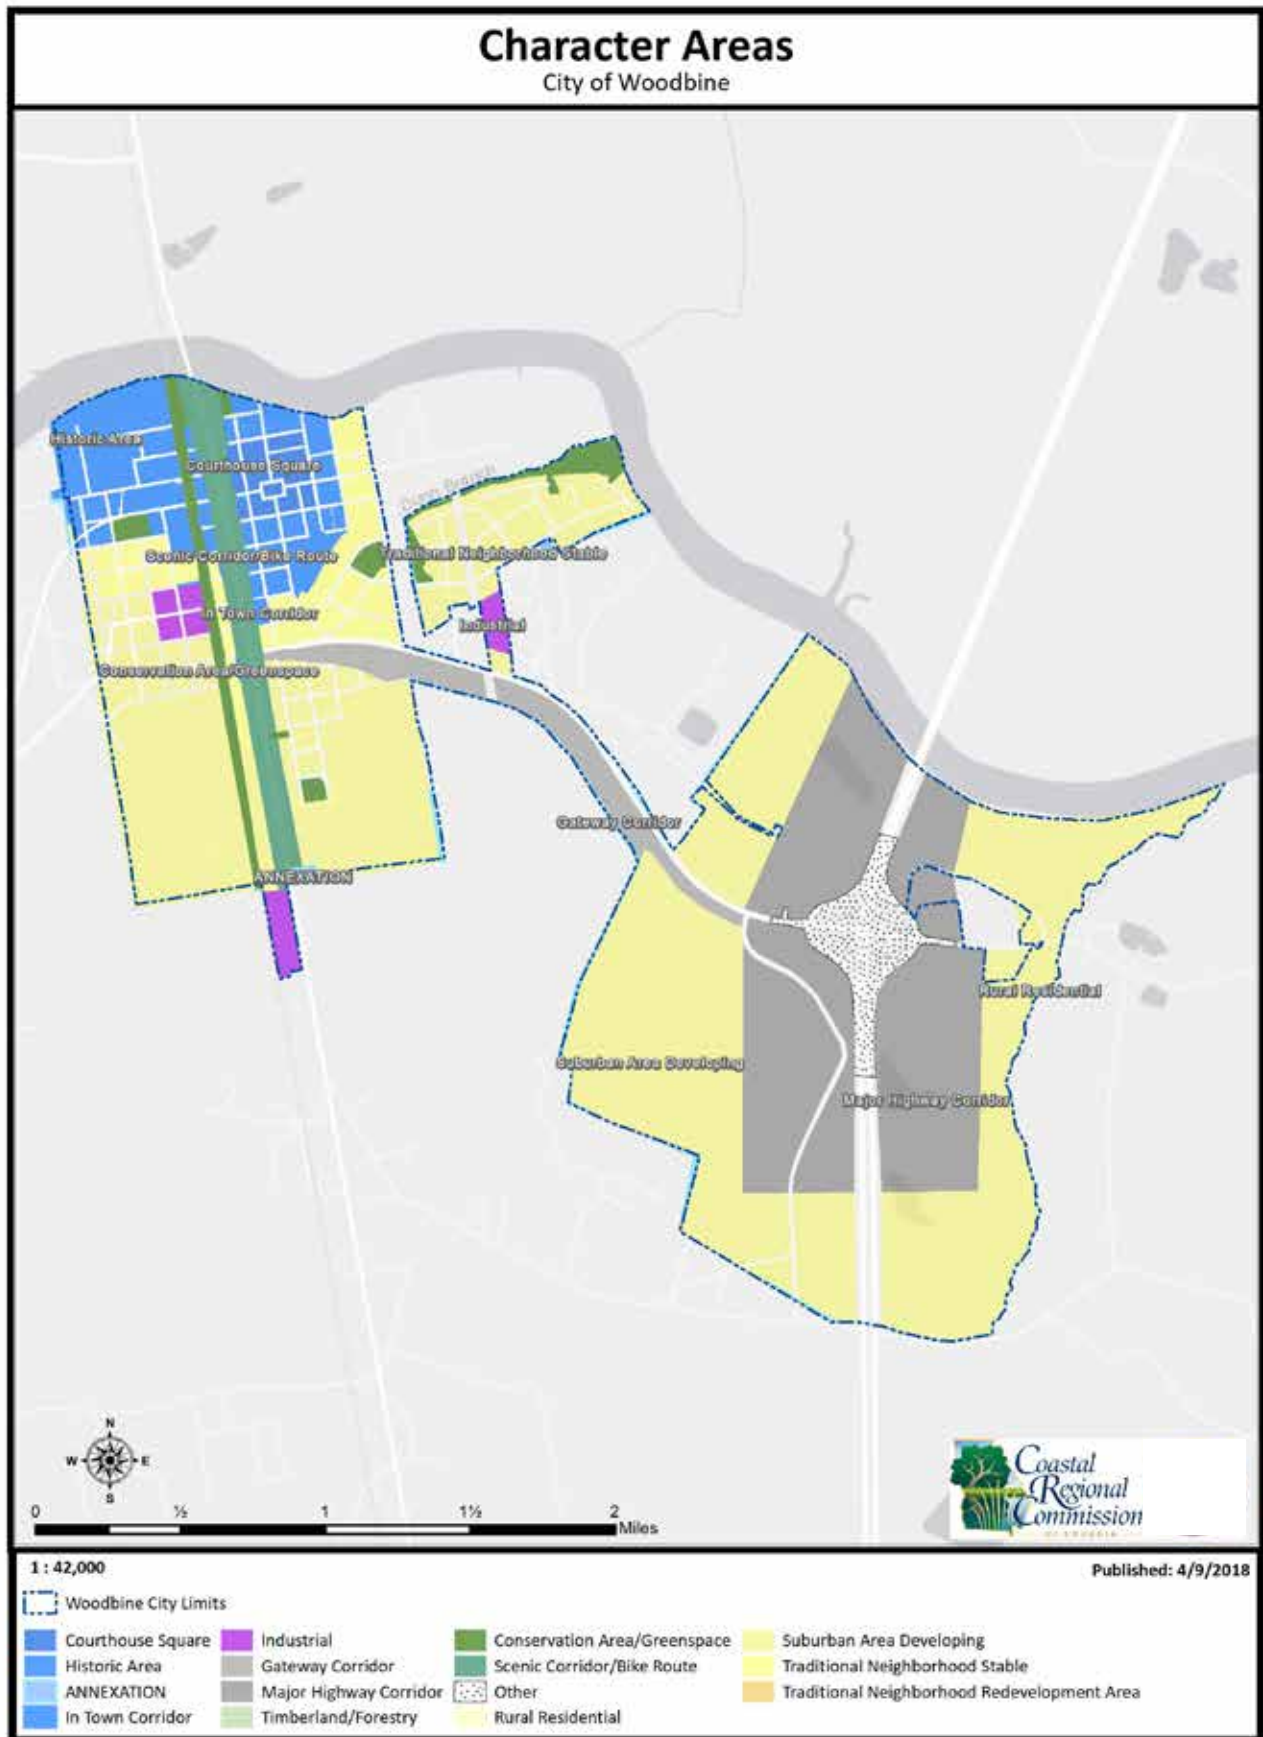 Character Areas
City of Woodbine
Historic Area
Courthouse Square
Scenic Corridor/Bike Route
Traditional Neighborhood Stable
In Town Corridor
Industrial
Conservation Area/Greenspace
Gateway Corridor
ANNEXATION
Rural Residential
Suburban Area Developing
Major Highway Corridor
N
W E
S
0 ½ 1 1½ 2
Miles
Coastal
Regional
Commission
1 : 42,000
Published: 4/9/2018
Woodbine City Limits
Courthouse Square Industrial Conservation Area/Greenspace Suburban Area Developing
Historic Area Gateway Corridor Scenic Corridor/Bike Route Traditional Neighborhood Stable
ANNEXATION Major Highway Corridor Other Traditional Neighborhood Redevelopment Area
In Town Corridor Timberland/Forestry Rural Residential